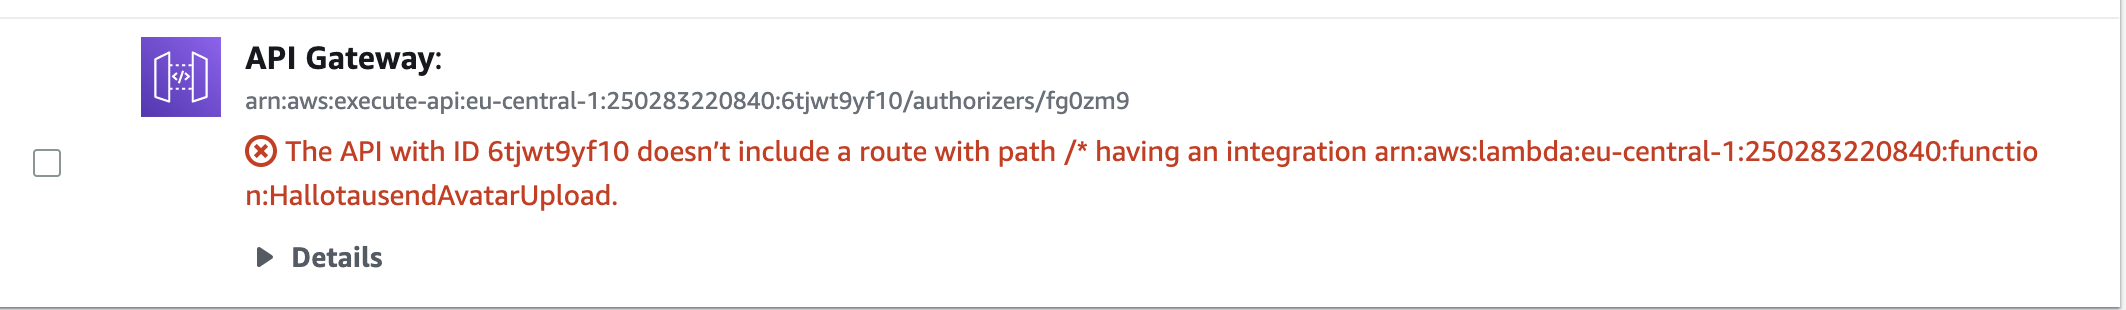 API Gateway:
arn:aws:execute-api:eu-central-1:250283220840:6tjwt9yf10/authorizers/fg0zm9
The API with ID 6tjwt9yf10 doesn’t include a route with path /* having an integration arn:aws:lambda:eu-central-1:250283220840:functio
n:HallotausendAvatarUpload.
Details